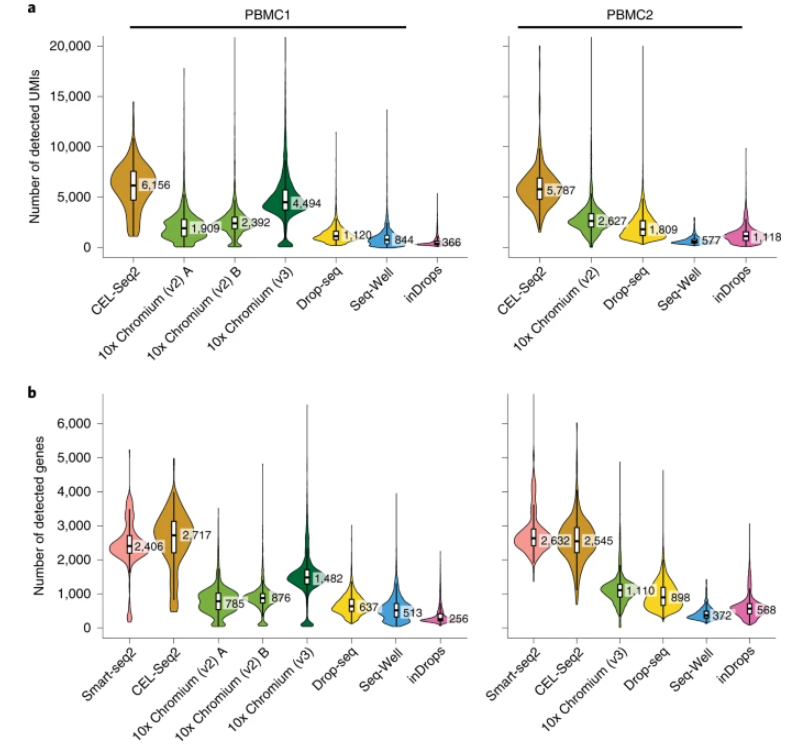 a
PBMC1
PBMC2
Number of detected UMIs
20,000
15,000
10,000
5,000
0
6,156
1,909
2,392
4,494
1,120
844
366
5,787
2,627
1,809
577
1,118
CEL-Seq2
10x Chromium (v2) A
10x Chromium (v2) B
10x Chromium (v3)
Drop-seq
Seq-Well
inDrops
CEL-Seq2
10x Chromium (v2)
Drop-seq
Seq-Well
inDrops
b
Number of detected genes
6,000
5,000
4,000
3,000
2,000
1,000
0
2,406
2,717
785
876
1,482
637
513
256
2,632
2,545
1,110
898
372
568
Smart-seq2
CEL-Seq2
10x Chromium (v2) A
10x Chromium (v2) B
10x Chromium (v3)
Drop-seq
Seq-Well
inDrops
Smart-seq2
CEL-Seq2
10x Chromium (v3)
Drop-seq
Seq-Well
inDrops